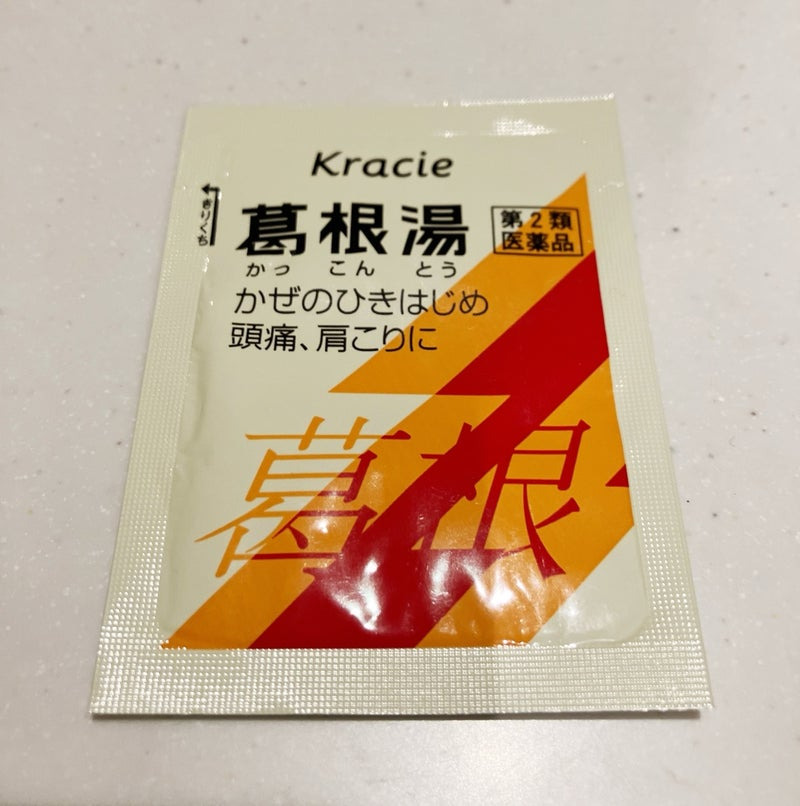 Kracie
きりくち
葛根湯
かっこんとう
第2類
医薬品
かぜのひきはじめ
頭痛、肩こりに
葛根